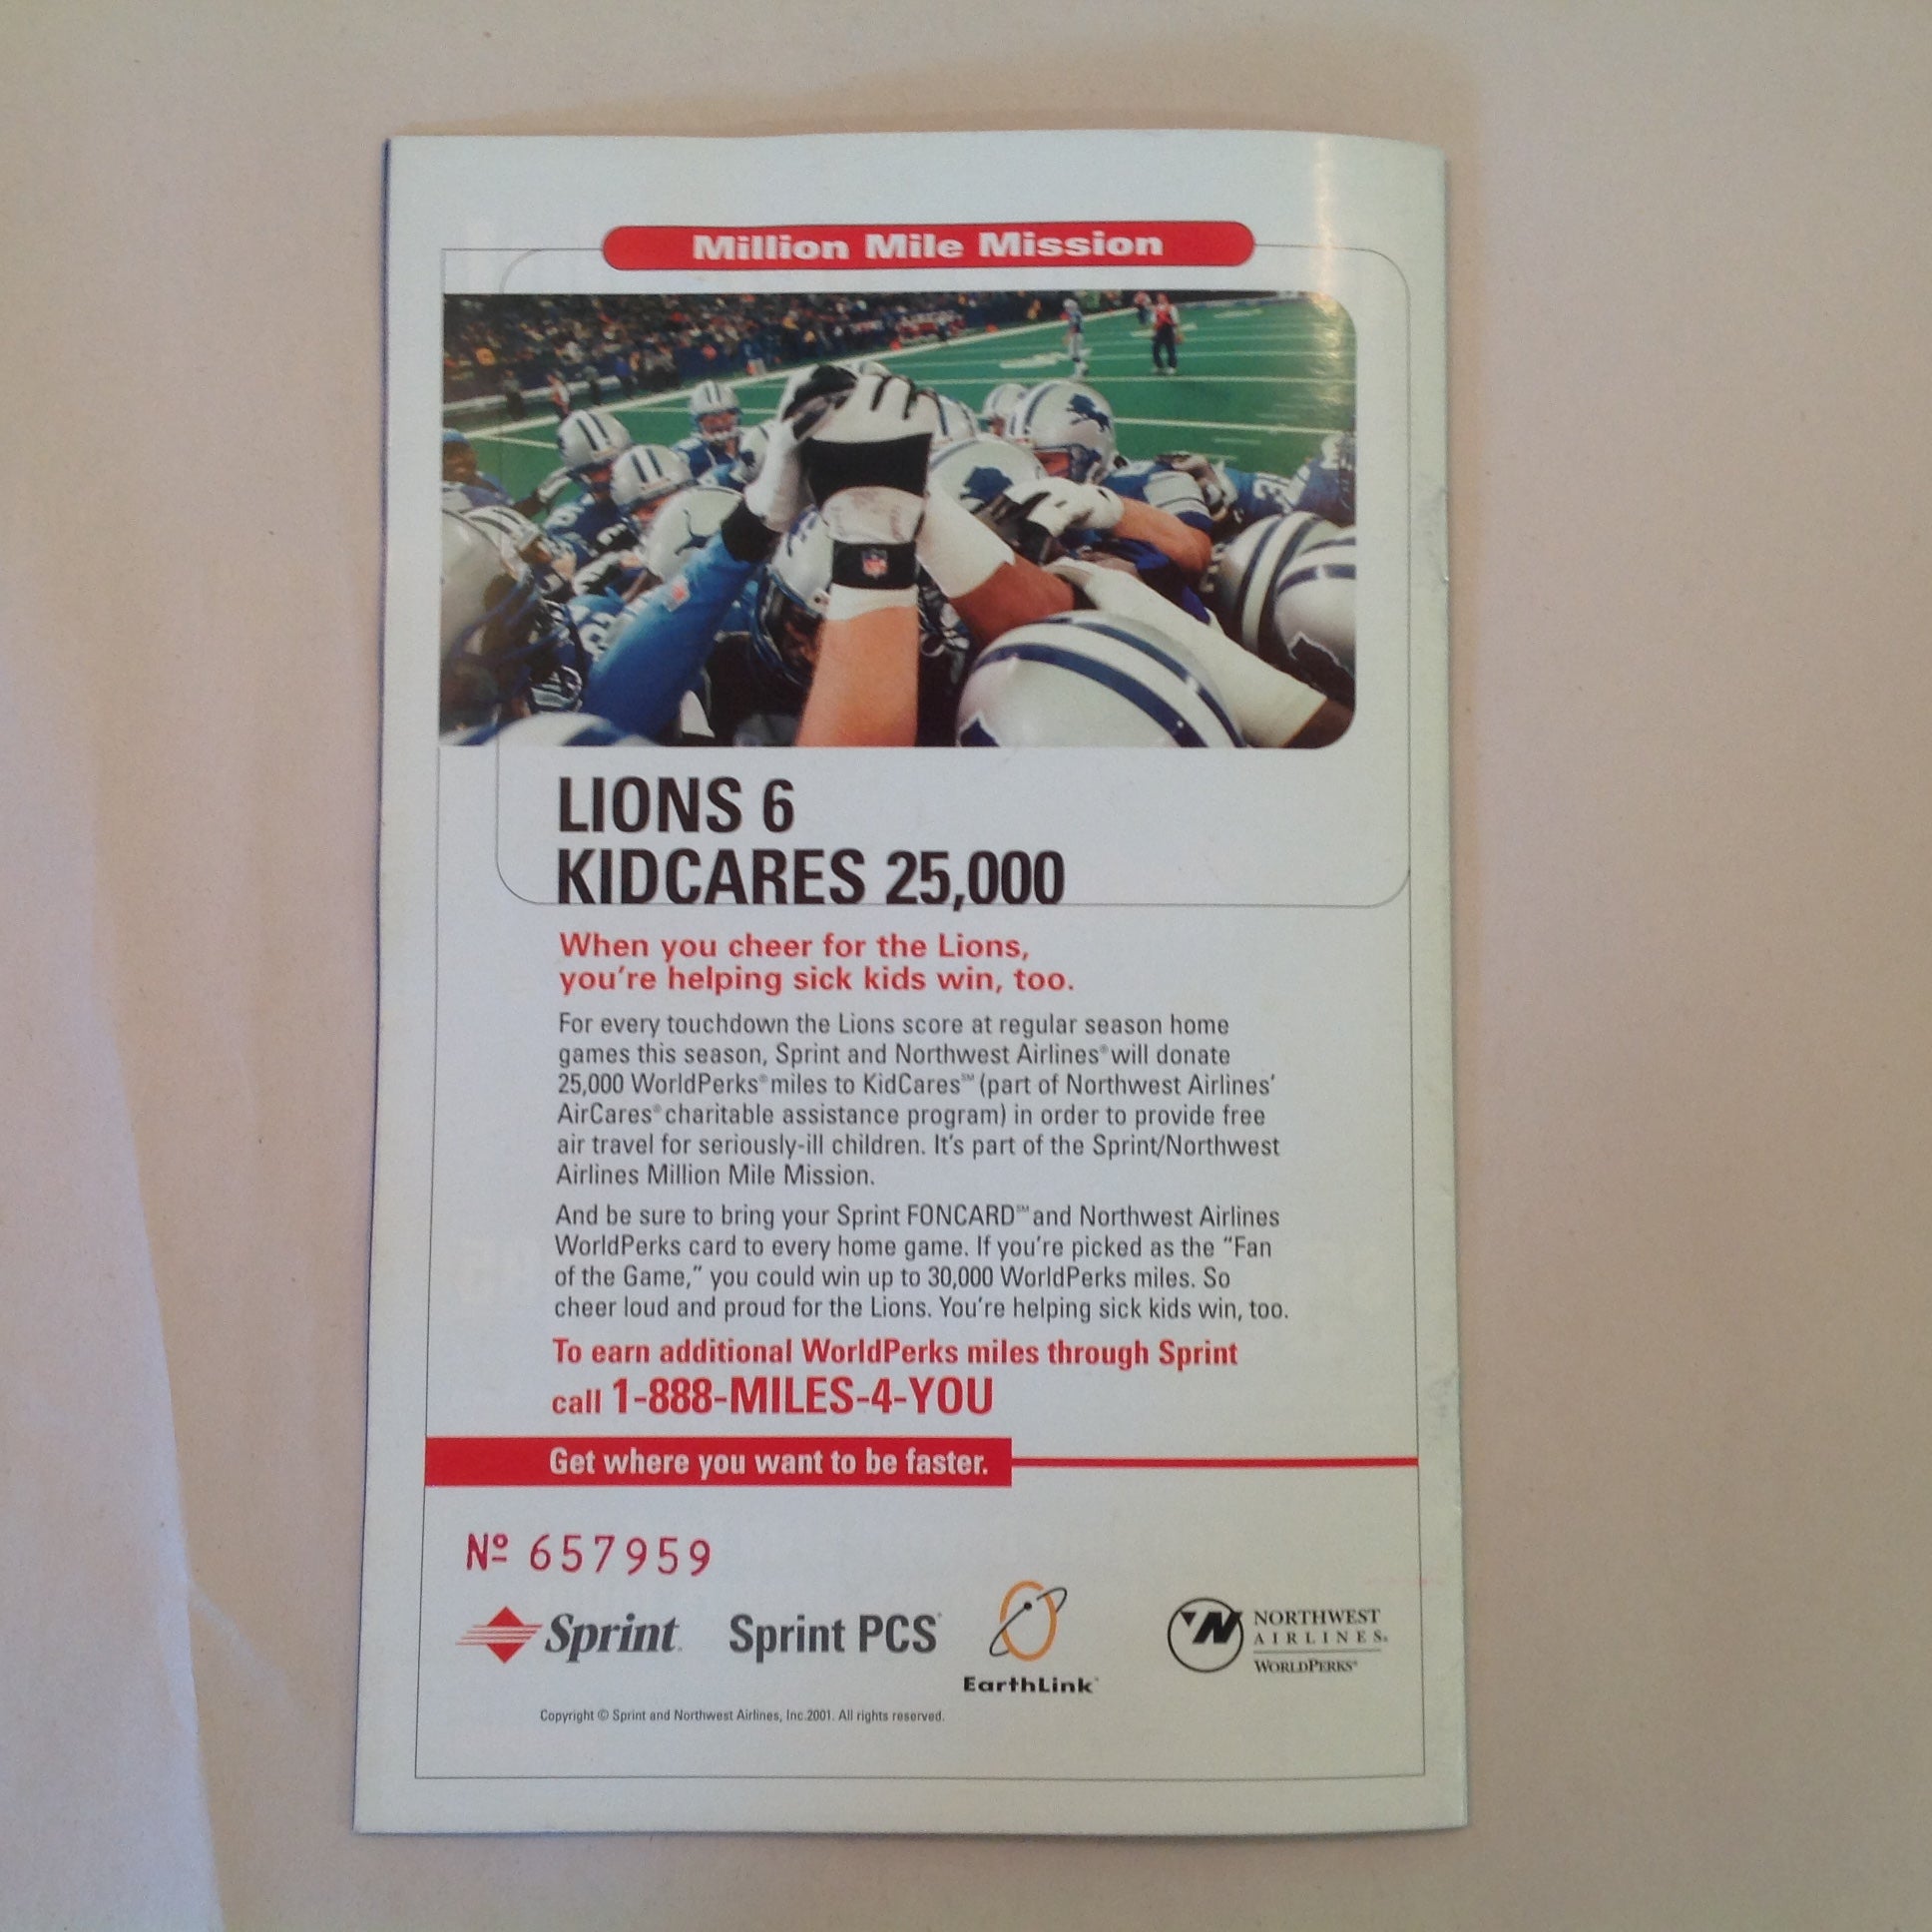 Million Mile Mission
LIONS 6
KIDCARES 25,000
When you cheer for the Lions,
you're helping sick kids win, too.
For every touchdown the Lions score at regular season home
games this season, Sprint and Northwest Airlines® will donate
25,000 WorldPerks® miles to KidCares℠ (part of Northwest Airlines'
AirCares® charitable assistance program) in order to provide free
air travel for seriously-ill children. It's part of the Sprint/Northwest
Airlines Million Mile Mission.
And be sure to bring your Sprint FONCARD℠ and Northwest Airlines
WorldPerks card to every home game. If you're picked as the “Fan
of the Game,” you could win up to 30,000 WorldPerks miles. So
cheer loud and proud for the Lions. You're helping sick kids win, too.
To earn additional WorldPerks miles through Sprint
call 1-888-MILES-4-YOU
Get where you want to be faster.
Nº 657959
Sprint. Sprint PCS®
EarthLink™
NORTHWEST
AIRLINES®
WORLDPERKS®
Copyright © Sprint and Northwest Airlines, Inc.2001. All rights reserved.